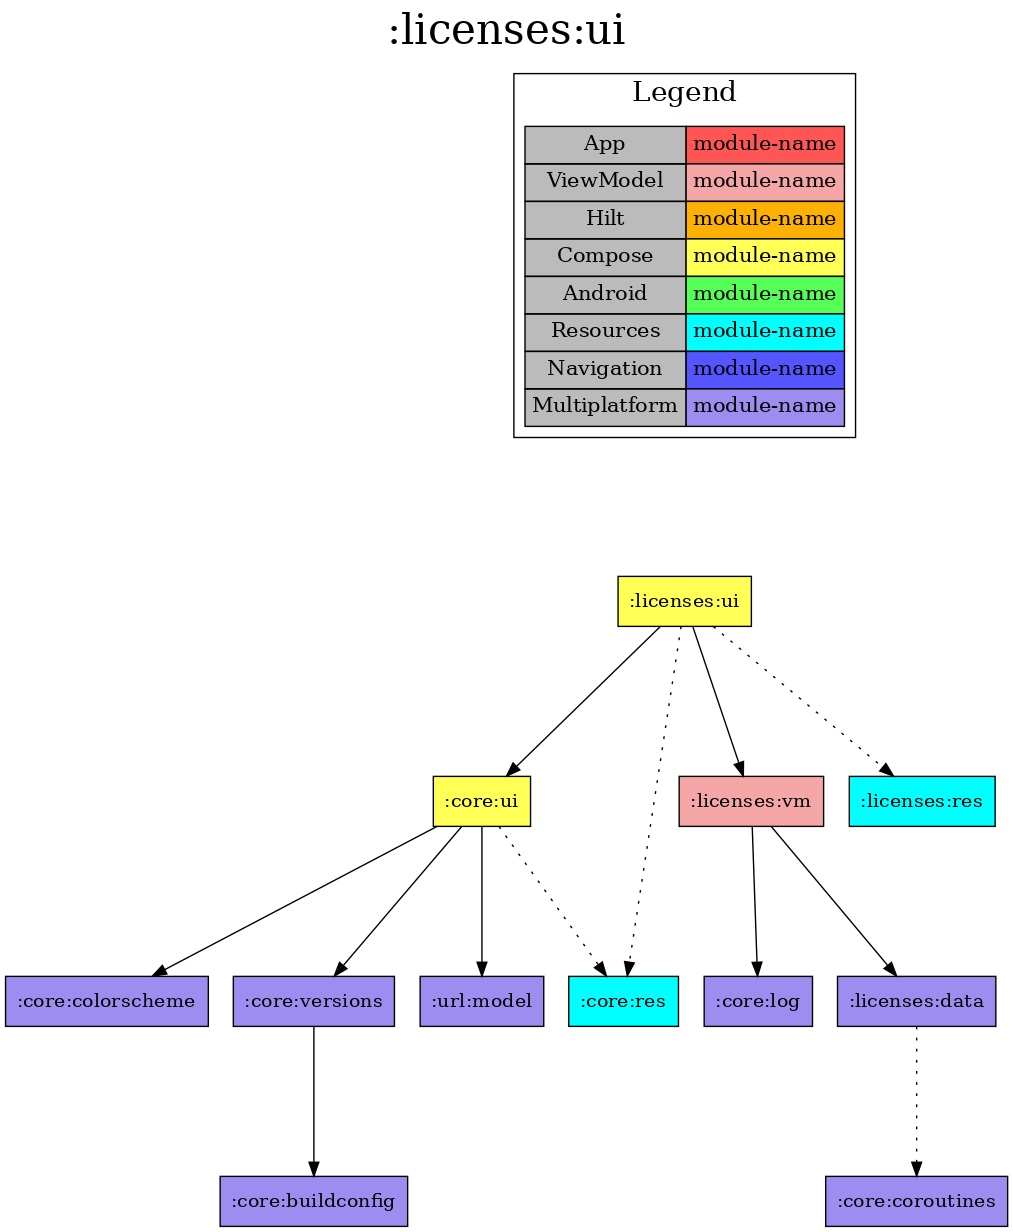 :licenses:ui
Legend
App module-name
ViewModel module-name
Hilt module-name
Compose module-name
Android module-name
Resources module-name
Navigation module-name
Multiplatform module-name
:licenses:ui
:core:ui :licenses:vm :licenses:res
:core:colorscheme :core:versions :url:model :core:res :core:log :licenses:data
:core:buildconfig :core:coroutines